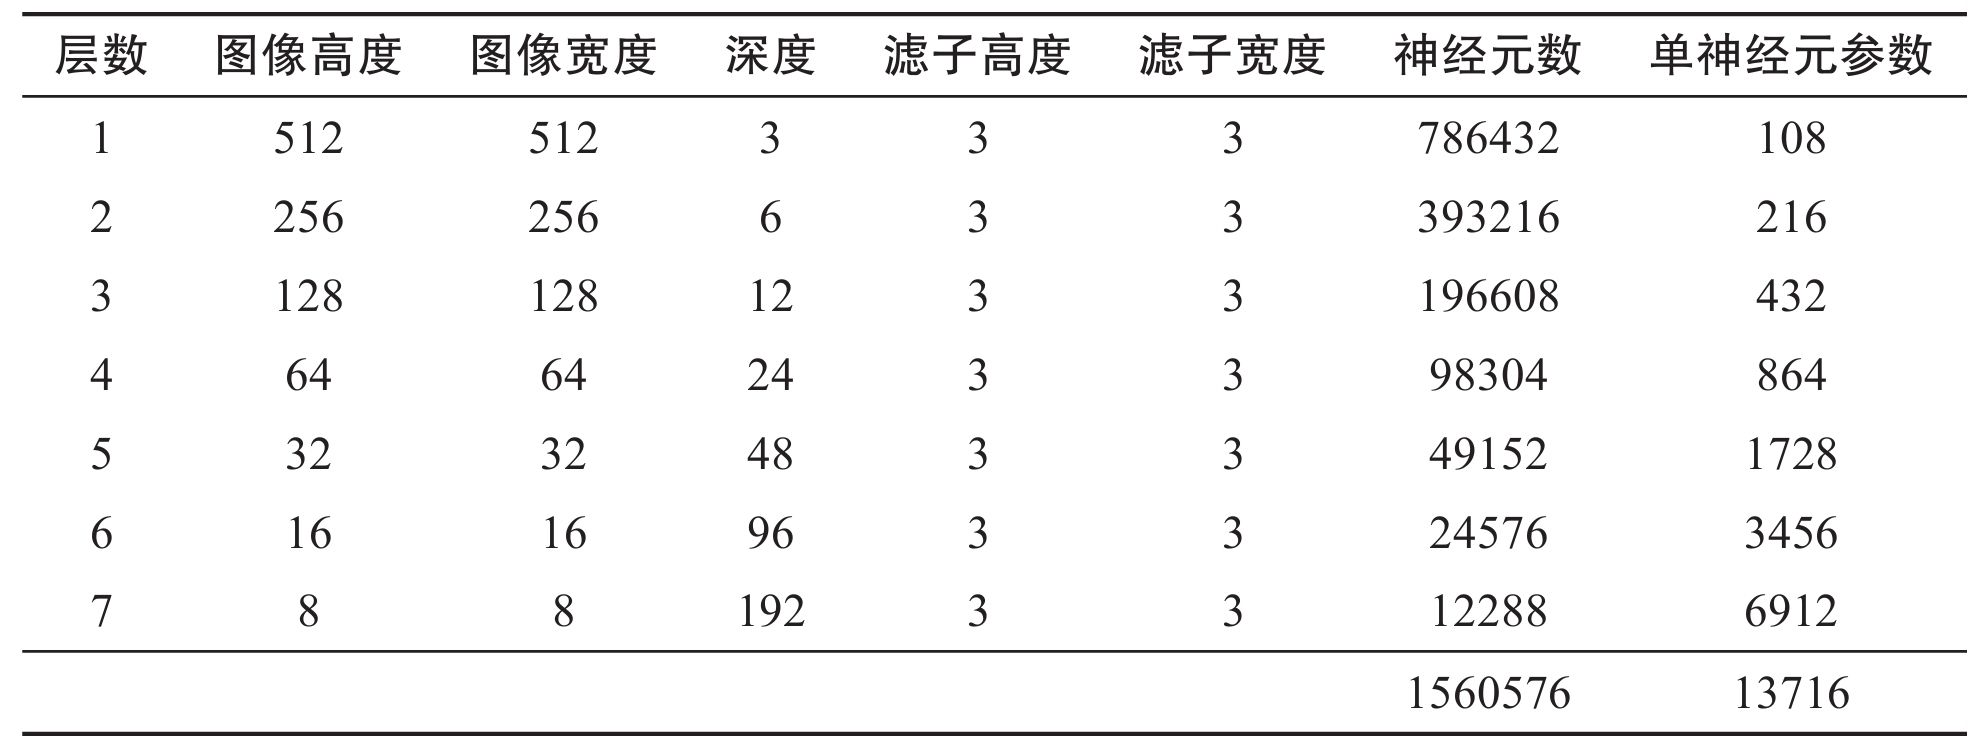 层数 图像高度 图像宽度 深度 滤子高度 滤子宽度 神经元数 单神经元参数
1 512 512 3 3 3 786432 108
2 256 256 6 3 3 393216 216
3 128 128 12 3 3 196608 432
4 64 64 24 3 3 98304 864
5 32 32 48 3 3 49152 1728
6 16 16 96 3 3 24576 3456
7 8 8 192 3 3 12288 6912
1560576 13716